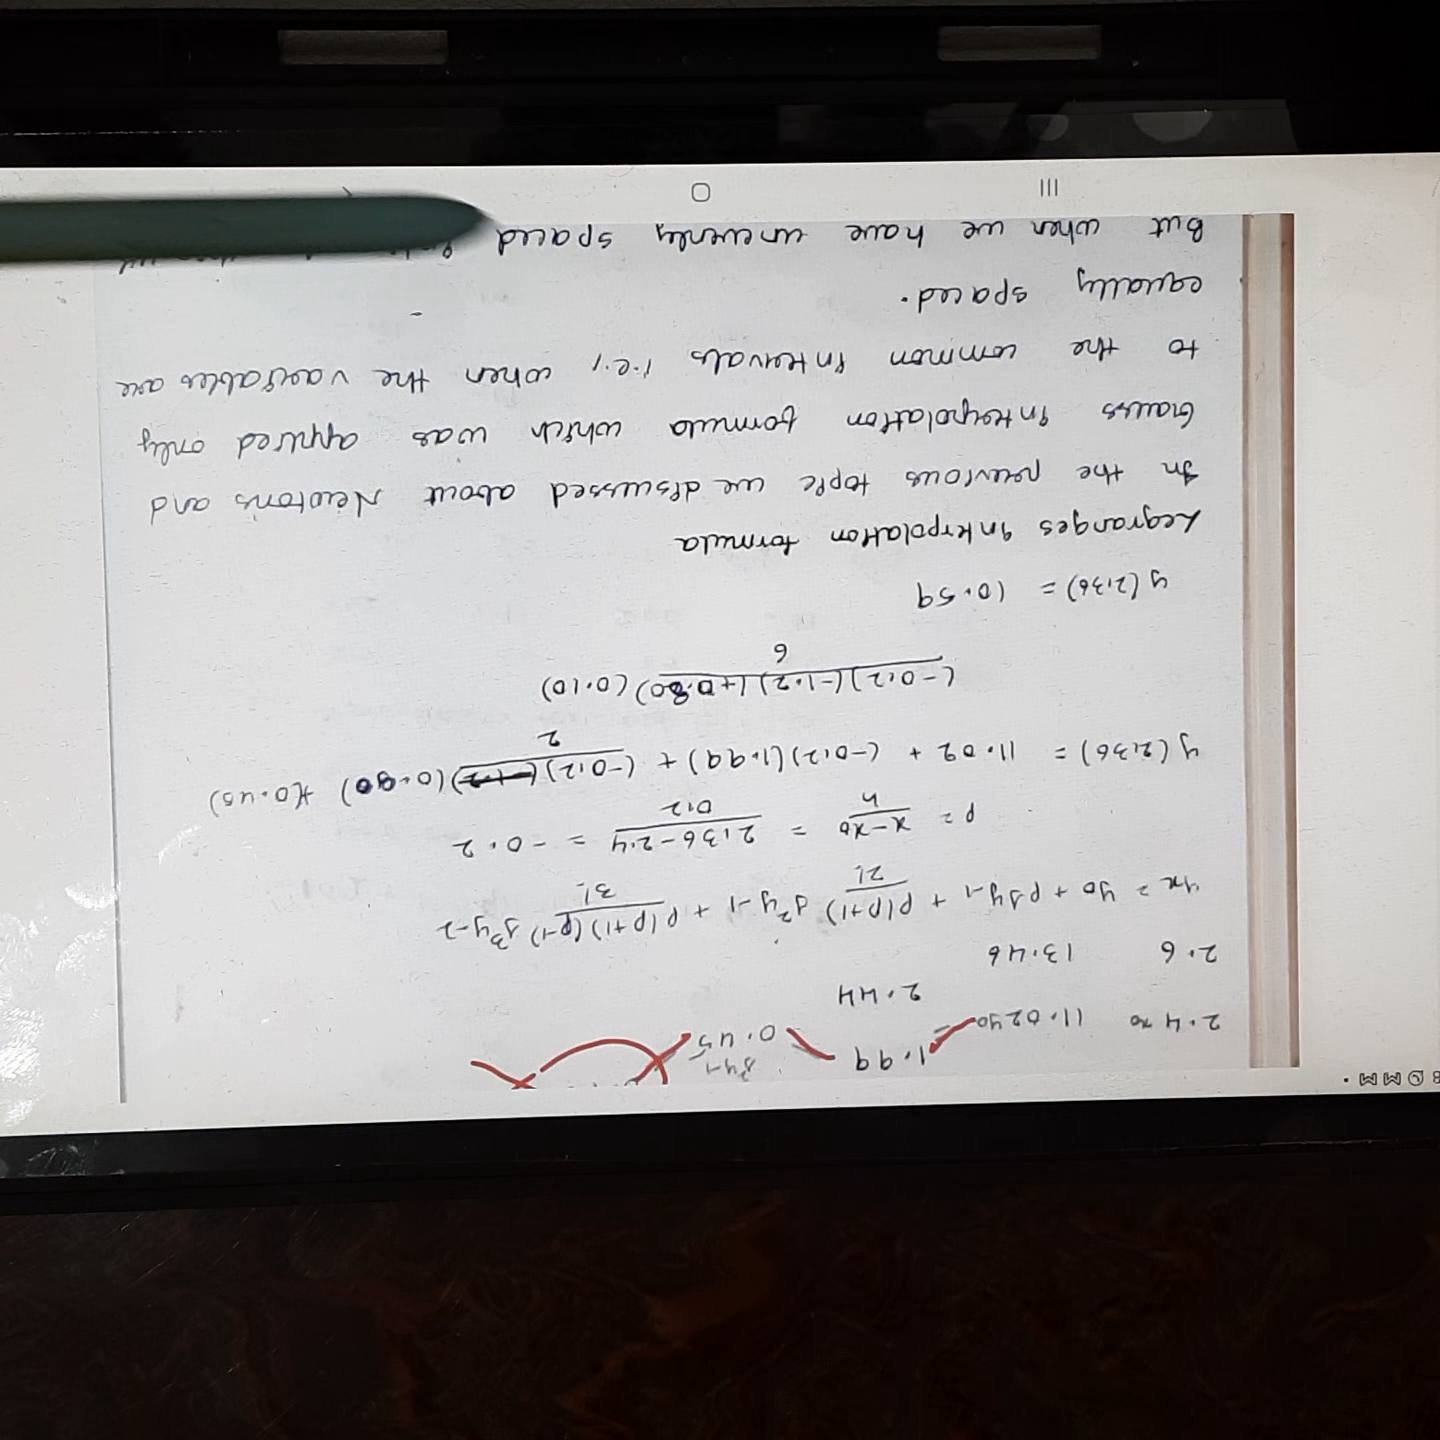 1.99 0.45 δ²y-1
2.4 x0 11.02 y0
2.44
2.6 13.46
yx = y0 + pδy-1 + p(p+1)/2! δ²y-1 + p(p+1)(p-1)/3! δ³y-2
p = x-x0/h = 2.36-2.4/0.2 = -0.2
y(2.36) = 11.02 + (-0.2)(1.99) + (-0.2)(0.80)/2 (0.45)
(-0.2)(-1.2)(+0.80)(0.10)/6
y(2.36) = 10.59
Legranges interpolation formula
In the previous topic we discussed about Newton's and
Gauss interpolation formula which was applied only
to the common intervals i.e., when the variables are
equally spaced.
But when we have unevenly spaced